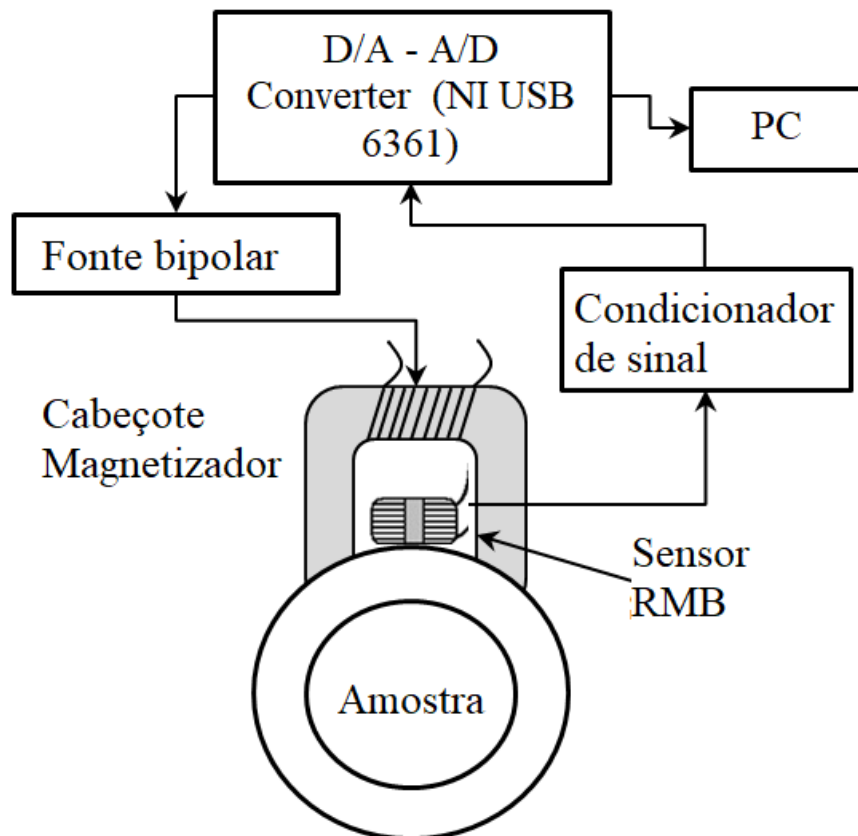 D/A - A/D
Converter (NI USB
6361)
PC
Fonte bipolar
Condicionador
de sinal
Cabeçote
Magnetizador
Sensor
RMB
Amostra